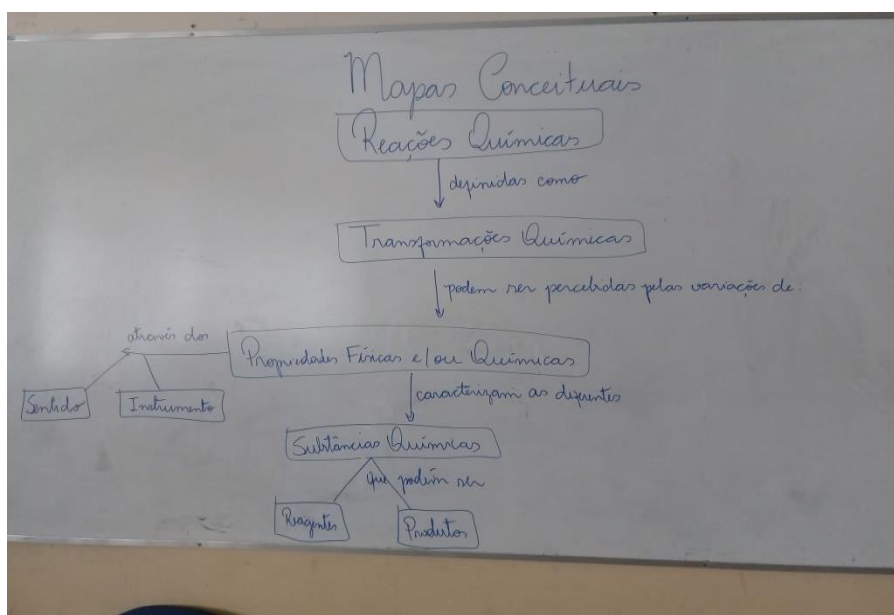 Mapas Conceituais
Reações Químicas
definidas como
Transformações Químicas
podem ser percebidas pelas variações de:
através dos
Propriedades Físicas e/ou Químicas
Sentido
Instrumento
caracterizam as diferentes
Substâncias Químicas
que podem ser
Reagentes
Produtos